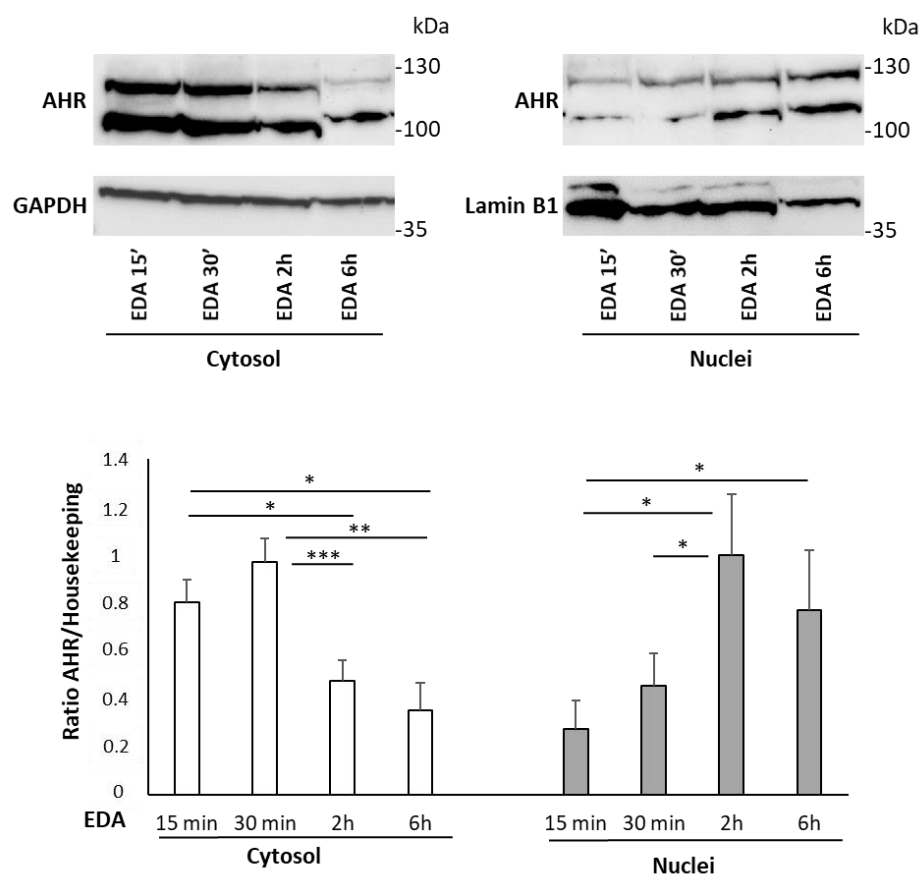 kDa
kDa
AHR
-130
-100
AHR
-130
-100
GAPDH
-35
Lamin B1
-35
EDA 15’
EDA 30’
EDA 2h
EDA 6h
EDA 15’
EDA 30’
EDA 2h
EDA 6h
Cytosol
Nuclei
Ratio AHR/Housekeeping
1.4
1.2
1
0.8
0.6
0.4
0.2
0
*
*
**
***
*
*
*
EDA
15 min 30 min 2h 6h
15 min 30 min 2h 6h
Cytosol
Nuclei